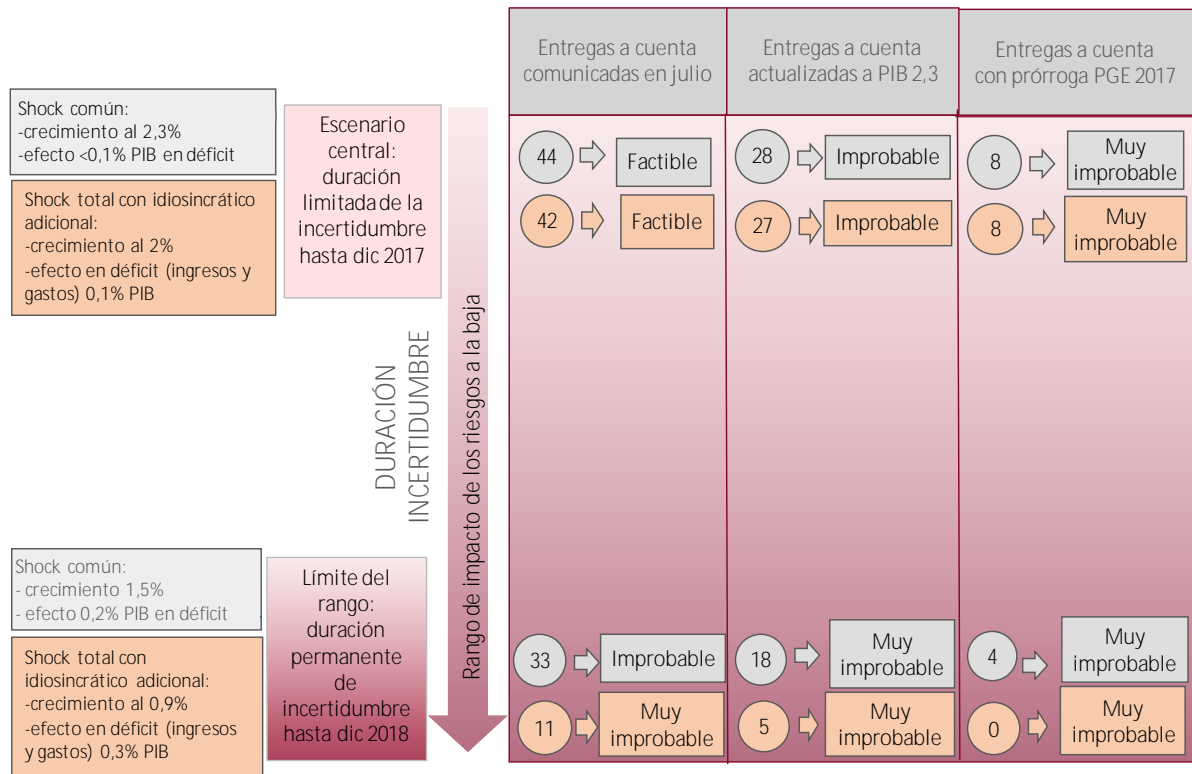 Entregas a cuenta
comunicadas en julio
Entregas a cuenta
actualizadas a PIB 2,3
Entregas a cuenta
con prórroga PGE 2017
Shock común:
-crecimiento al 2,3%
-efecto <0,1% PIB en déficit
Shock total con idiosincrático
adicional:
-crecimiento al 2%
-efecto en déficit (ingresos y
gastos) 0,1% PIB
Escenario
central:
duración
limitada de la
incertidumbre
hasta dic 2017
44
Factible
28
Improbable
8
Muy
improbable
42
Factible
27
Improbable
8
Muy
improbable
DURACIÓN
INCERTIDUMBRE
Rango de impacto de los riesgos a la baja
Shock común:
- crecimiento 1,5%
- efecto 0,2% PIB en déficit
Shock total con
idiosincrático adicional:
-crecimiento al 0,9%
-efecto en déficit (ingresos
y gastos) 0,3% PIB
Límite del
rango:
duración
permanente
de
incertidumbre
hasta dic 2018
33
Improbable
18
Muy
improbable
4
Muy
improbable
11
Muy
improbable
5
Muy
improbable
0
Muy
improbable